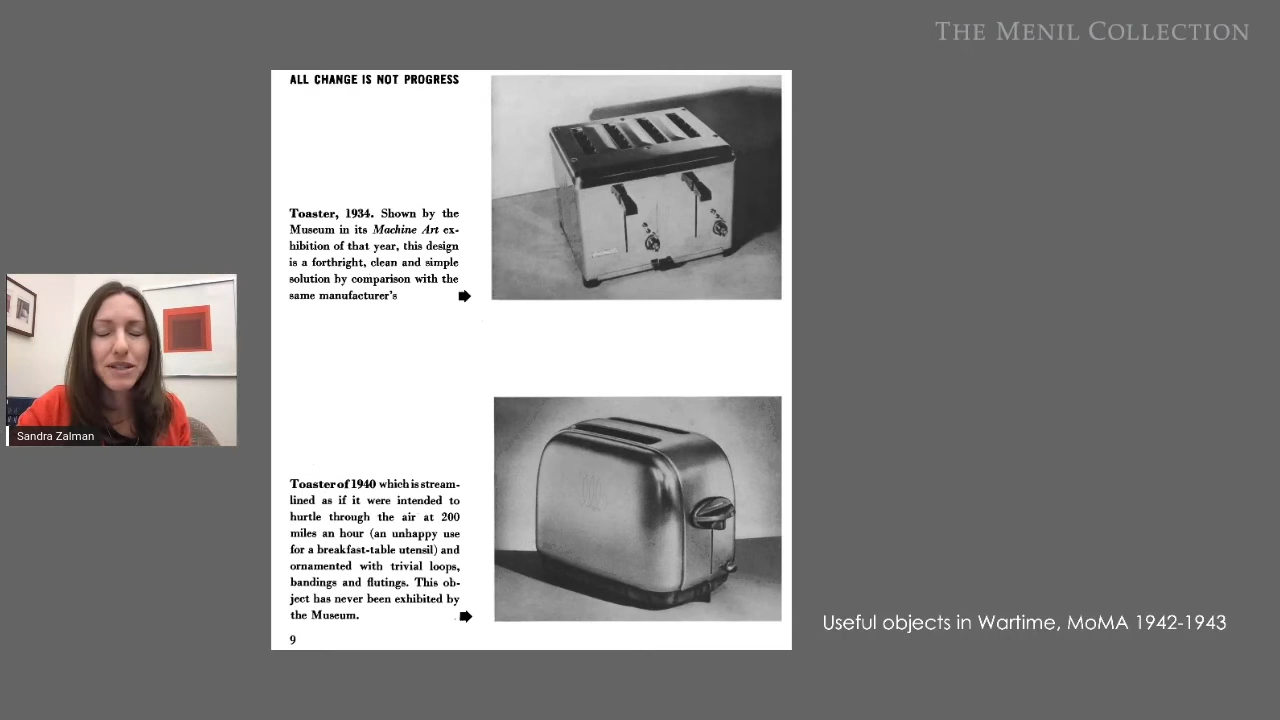 THE MENIL COLLECTION
ALL CHANGE IS NOT PROGRESS
Toaster, 1934. Shown by the
Museum in its Machine Art ex-
hibition of that year, this design
is a forthright, clean and simple
solution by comparison with the
same manufacturer's
Sandra Zalman
Toaster of 1940 which is stream-
lined as if it were intended to
hurtle through the air at 200
miles an hour (an unhappy use
for a breakfast-table utensil) and
ornamented with trivial loops,
bandings and flutings. This ob-
ject has never been exhibited by
the Museum.
9
Useful objects in Wartime, MoMA 1942-1943